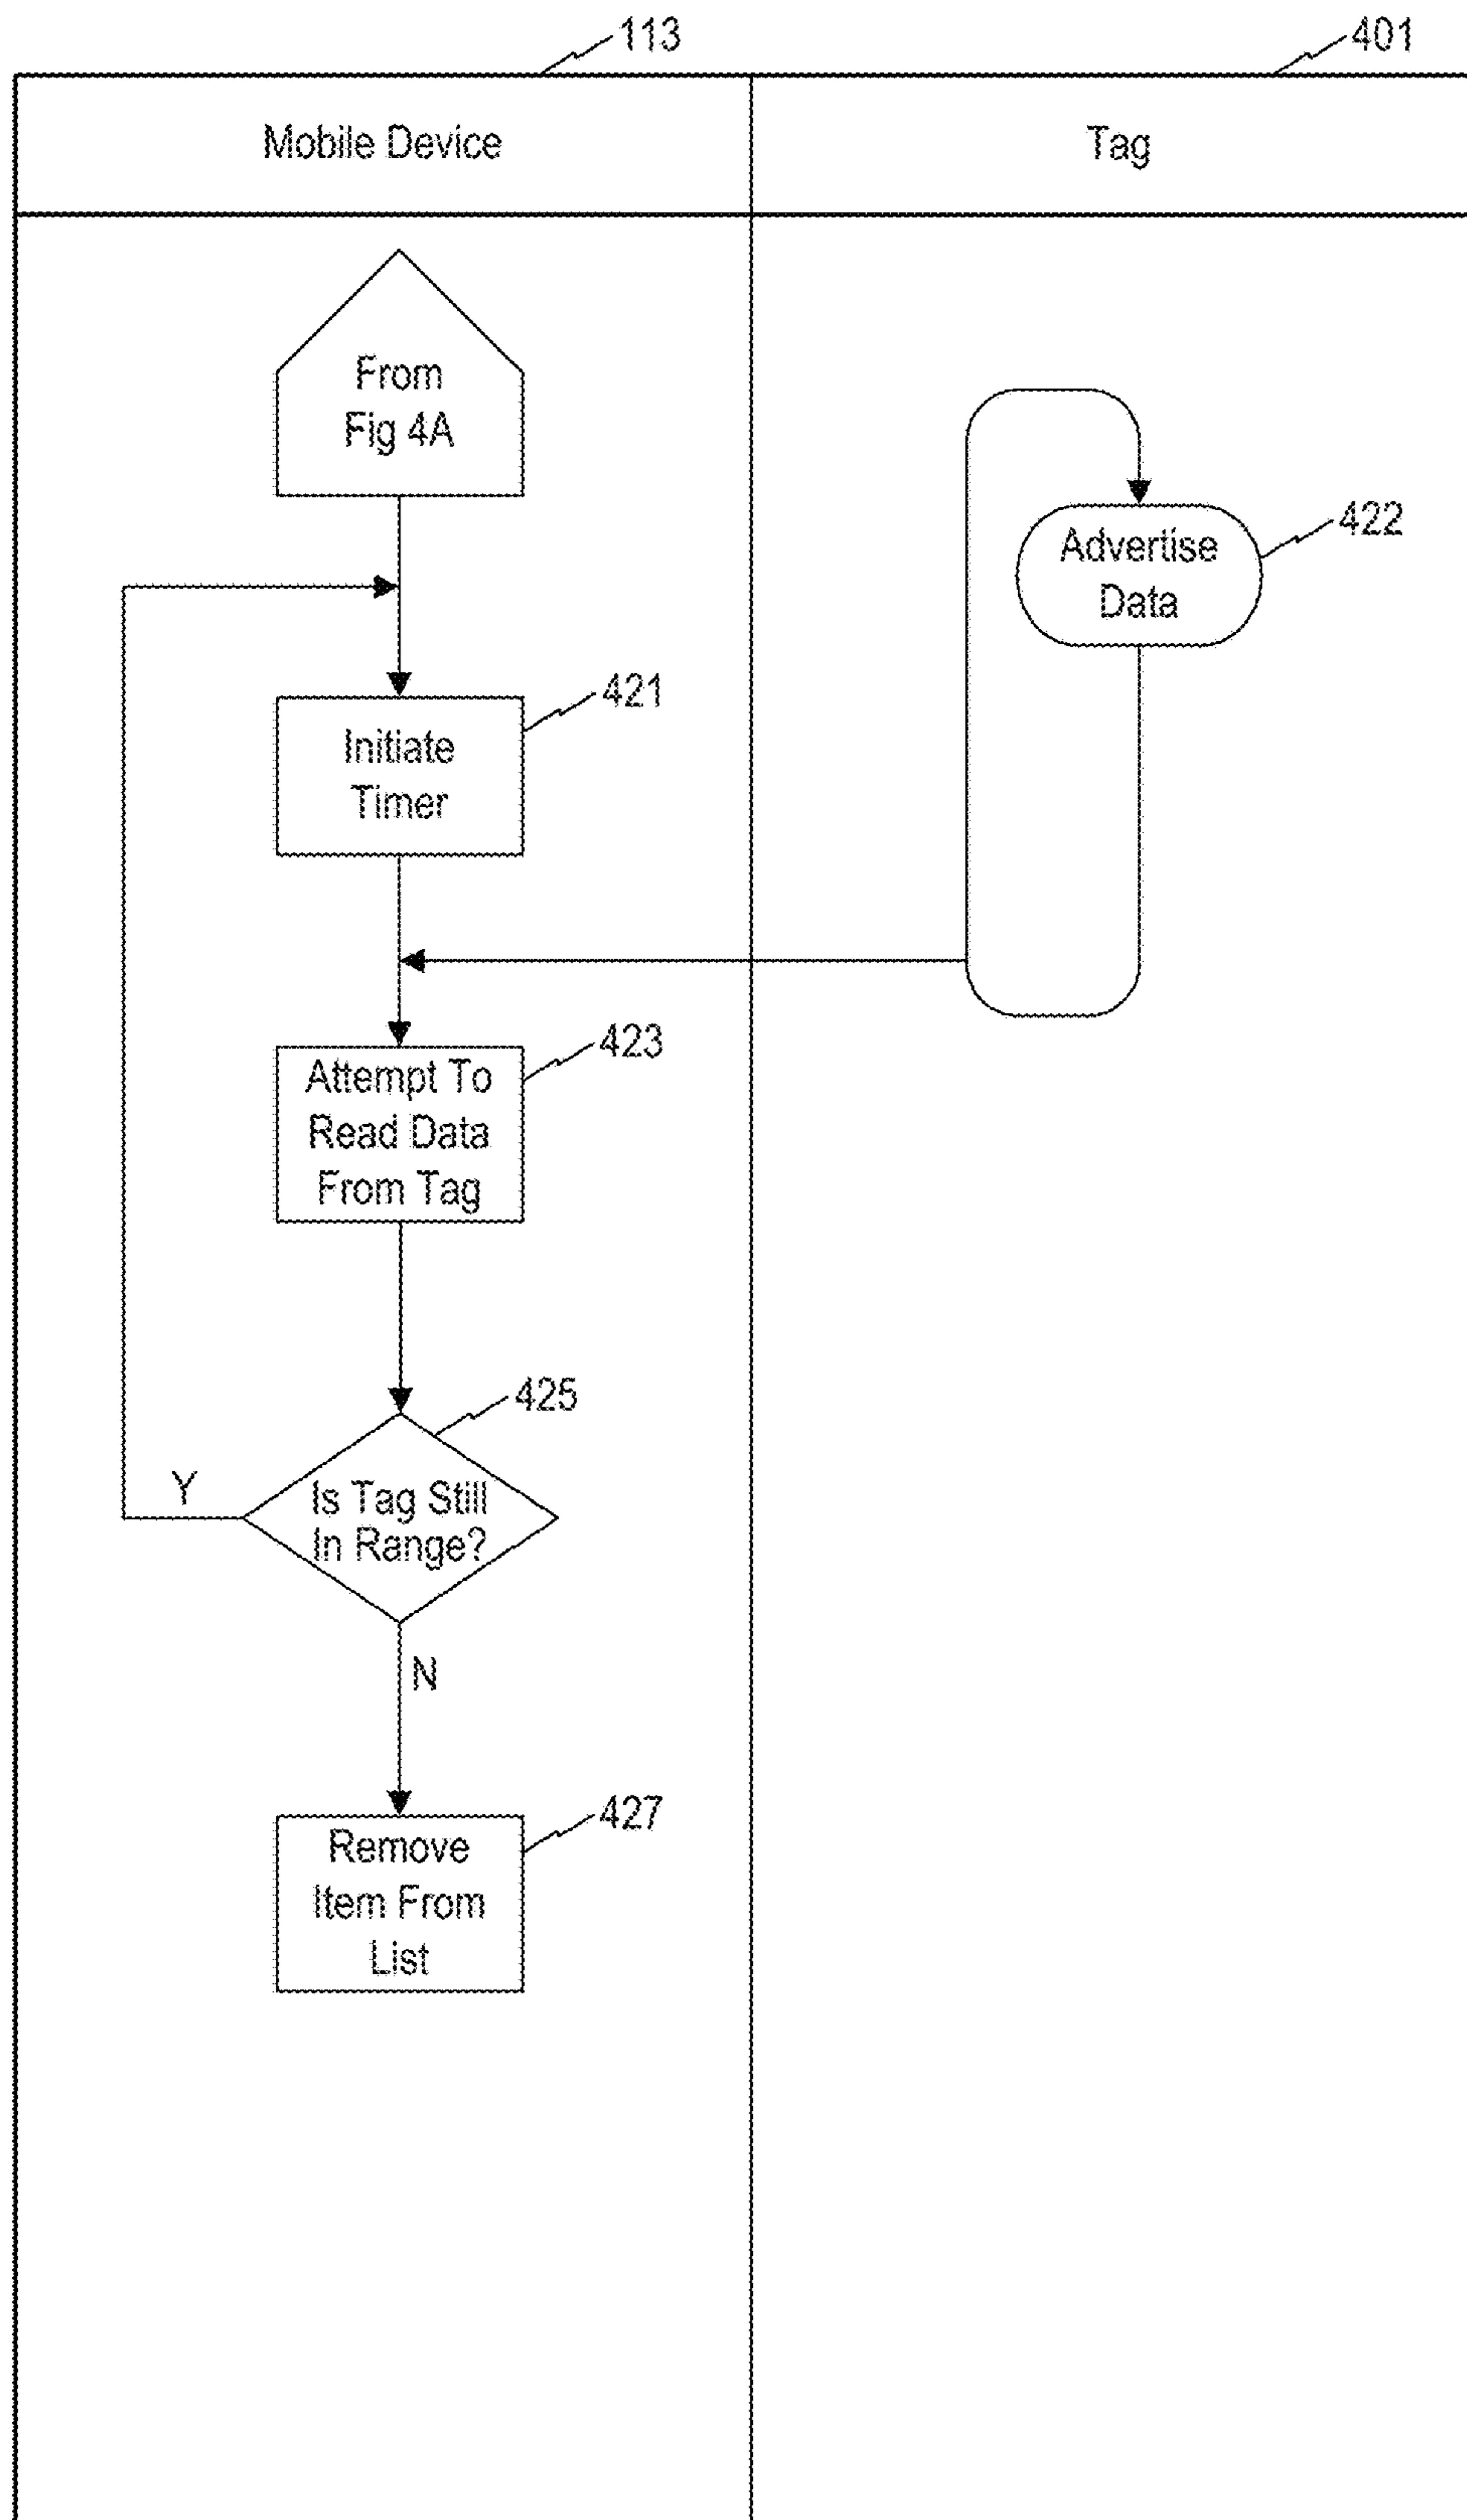 113
401
Mobile Device
Tag
From
Fig 4A
Advertise
Data
422
421
Initiate
Timer
423
Attempt To
Read Data
From Tag
425
Y
Is Tag Still
In Range?
N
427
Remove
Item From
List